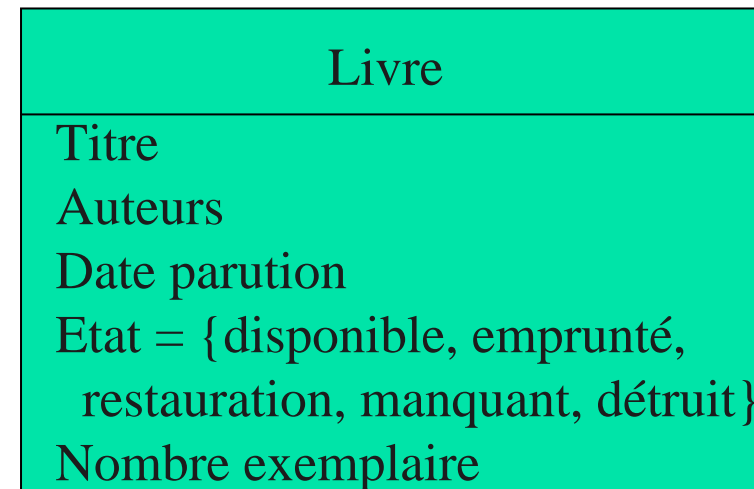 Livre
Titre
Auteurs
Date parution
Etat = {disponible, emprunté,
restauration, manquant, détruit}
Nombre exemplaire